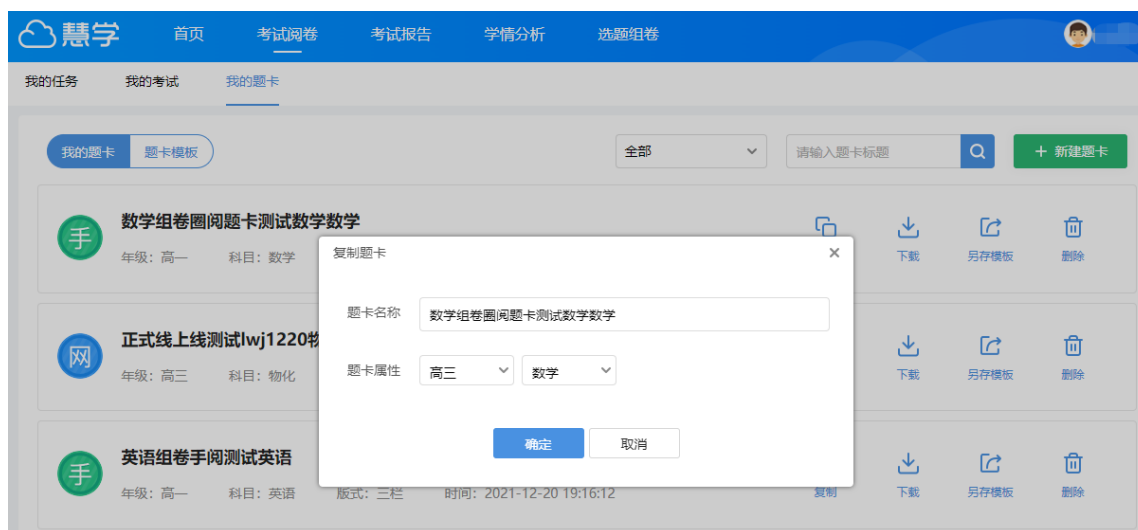 慧学 首页 考试阅卷 考试报告 学情分析 选题组卷
我的任务 我的考试 我的题卡
我的题卡 题卡模板 全部 请输入题卡标题 + 新建题卡
手 数学组卷圈阅题卡测试数学数学
年级：高一 科目：数学 下载 另存模板 删除
复制题卡 ×
题卡名称 数学组卷圈阅题卡测试数学数学
题卡属性 高三 数学
确定 取消
网 正式线上线测试lwj1220物
年级：高三 科目：物化 下载 另存模板 删除
手 英语组卷手阅测试英语
年级：高一 科目：英语 版式：三栏 时间：2021-12-20 19:16:12 复制 下载 另存模板 删除